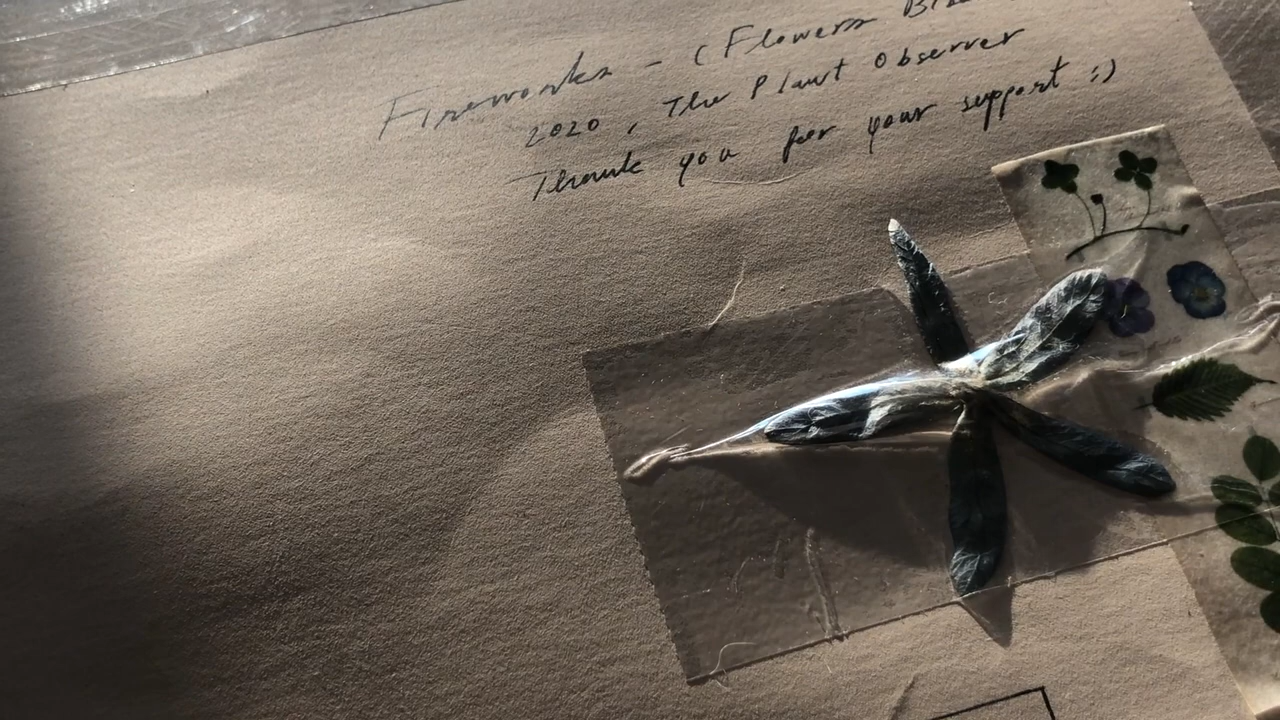 Fireworks - (Flowers
2020, The Plant Observer
Thank you for your support :)